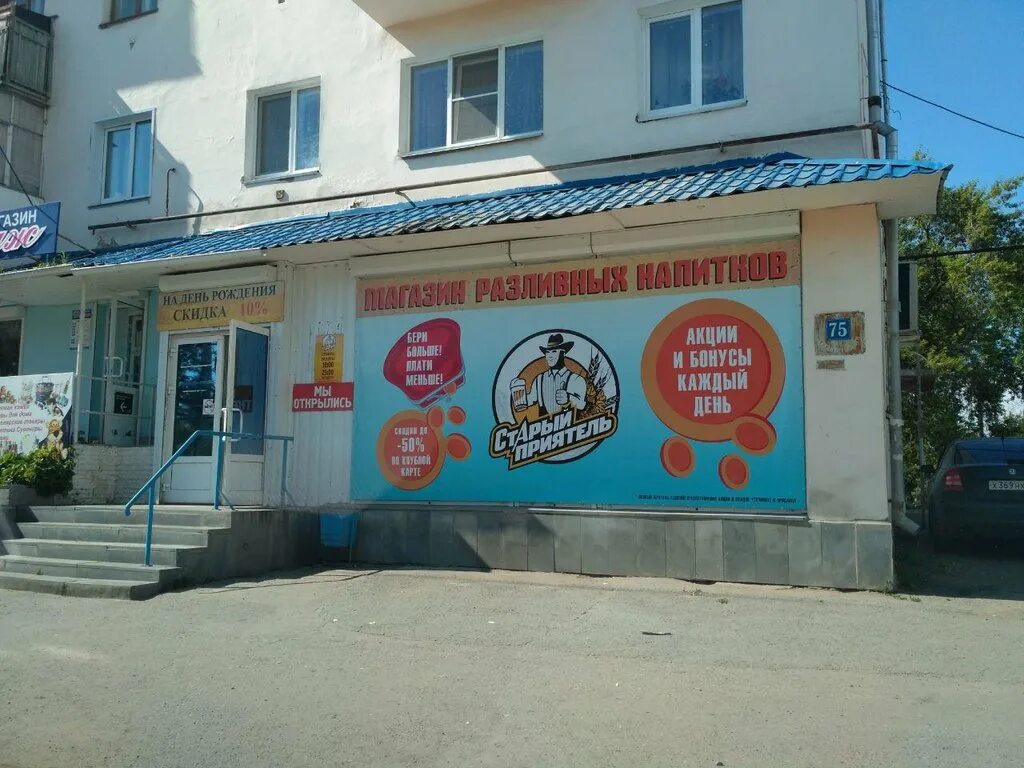 ГАЗИН
НА ДЕНЬ РОЖДЕНИЯ
СКИДКА 10%
МЫ
ОТКРЫЛИСЬ
МАГАЗИН РАЗЛИВНЫХ НАПИТКОВ
БЕРИ
БОЛЬШЕ!
ПЛАТИ
МЕНЬШЕ!
СКИДКИ ДО
-50%
ПО КЛУБНОЙ
КАРТЕ
СТАРЫЙ
ПРИЯТЕЛЬ
АКЦИИ
И БОНУСЫ
КАЖДЫЙ
ДЕНЬ
75